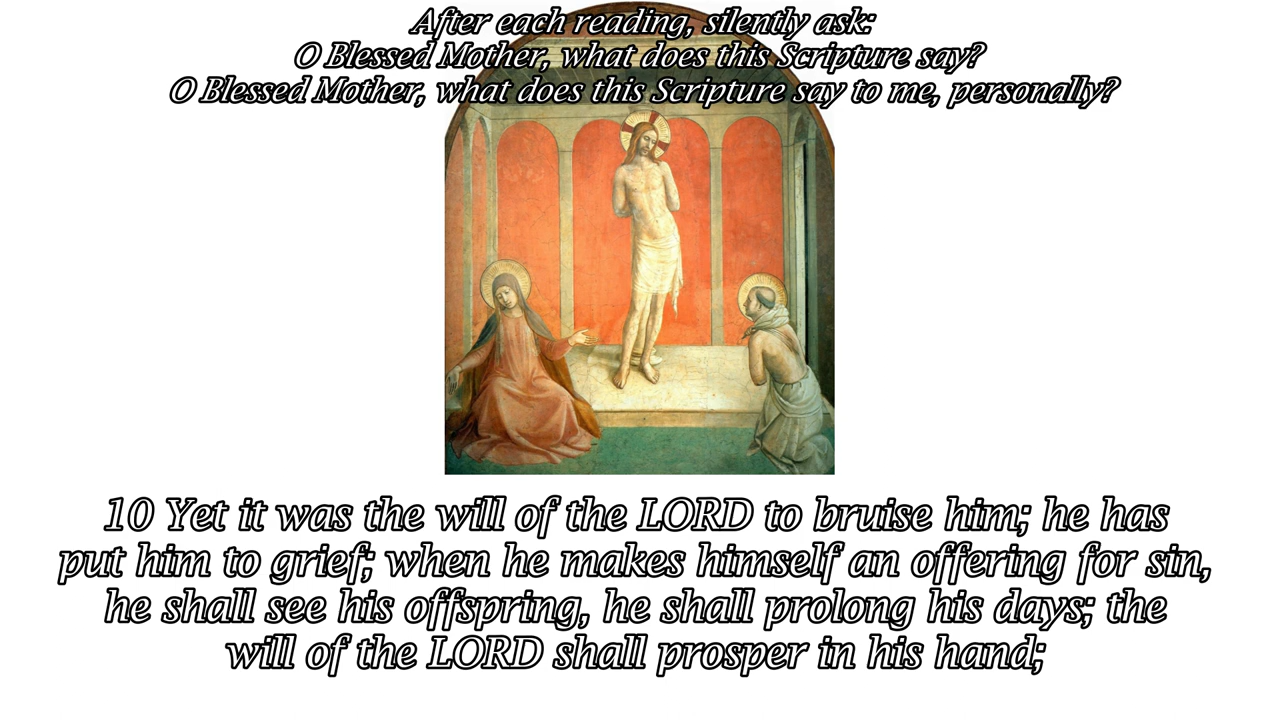 After each reading, silently ask:
O Blessed Mother, what does this Scripture say?
O Blessed Mother, what does this Scripture say to me, personally?
10 Yet it was the will of the LORD to bruise him; he has
put him to grief; when he makes himself an offering for sin,
he shall see his offspring, he shall prolong his days; the
will of the LORD shall prosper in his hand;